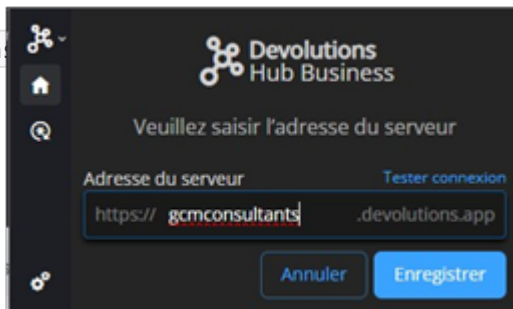 Devolutions
Hub Business
Veuillez saisir l'adresse du serveur
Adresse du serveur
Tester connexion
https:// gcmconsultants .devolutions.app
Annuler
Enregistrer